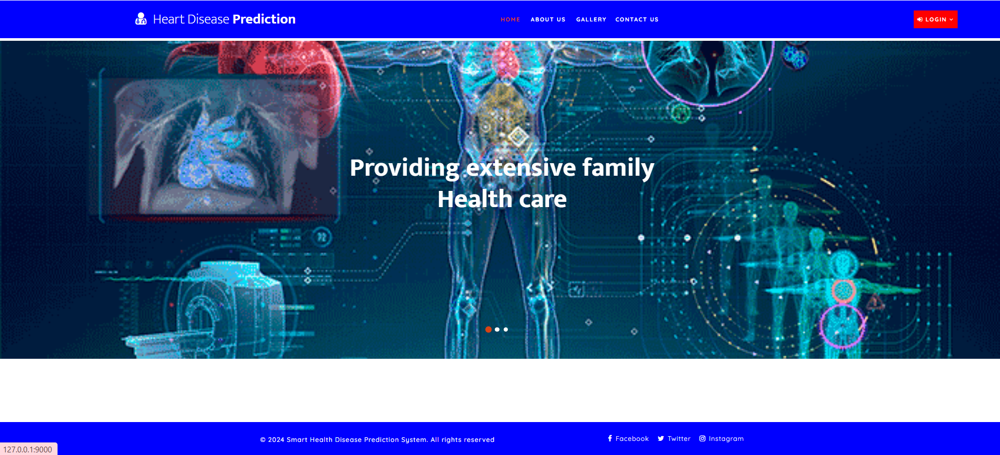 Heart Disease Prediction
HOME ABOUT US GALLERY CONTACT US
LOGIN
Providing extensive family
Health care
© 2024 Smart Health Disease Prediction System. All rights reserved
Facebook Twitter Instagram
127.0.0.1:9000